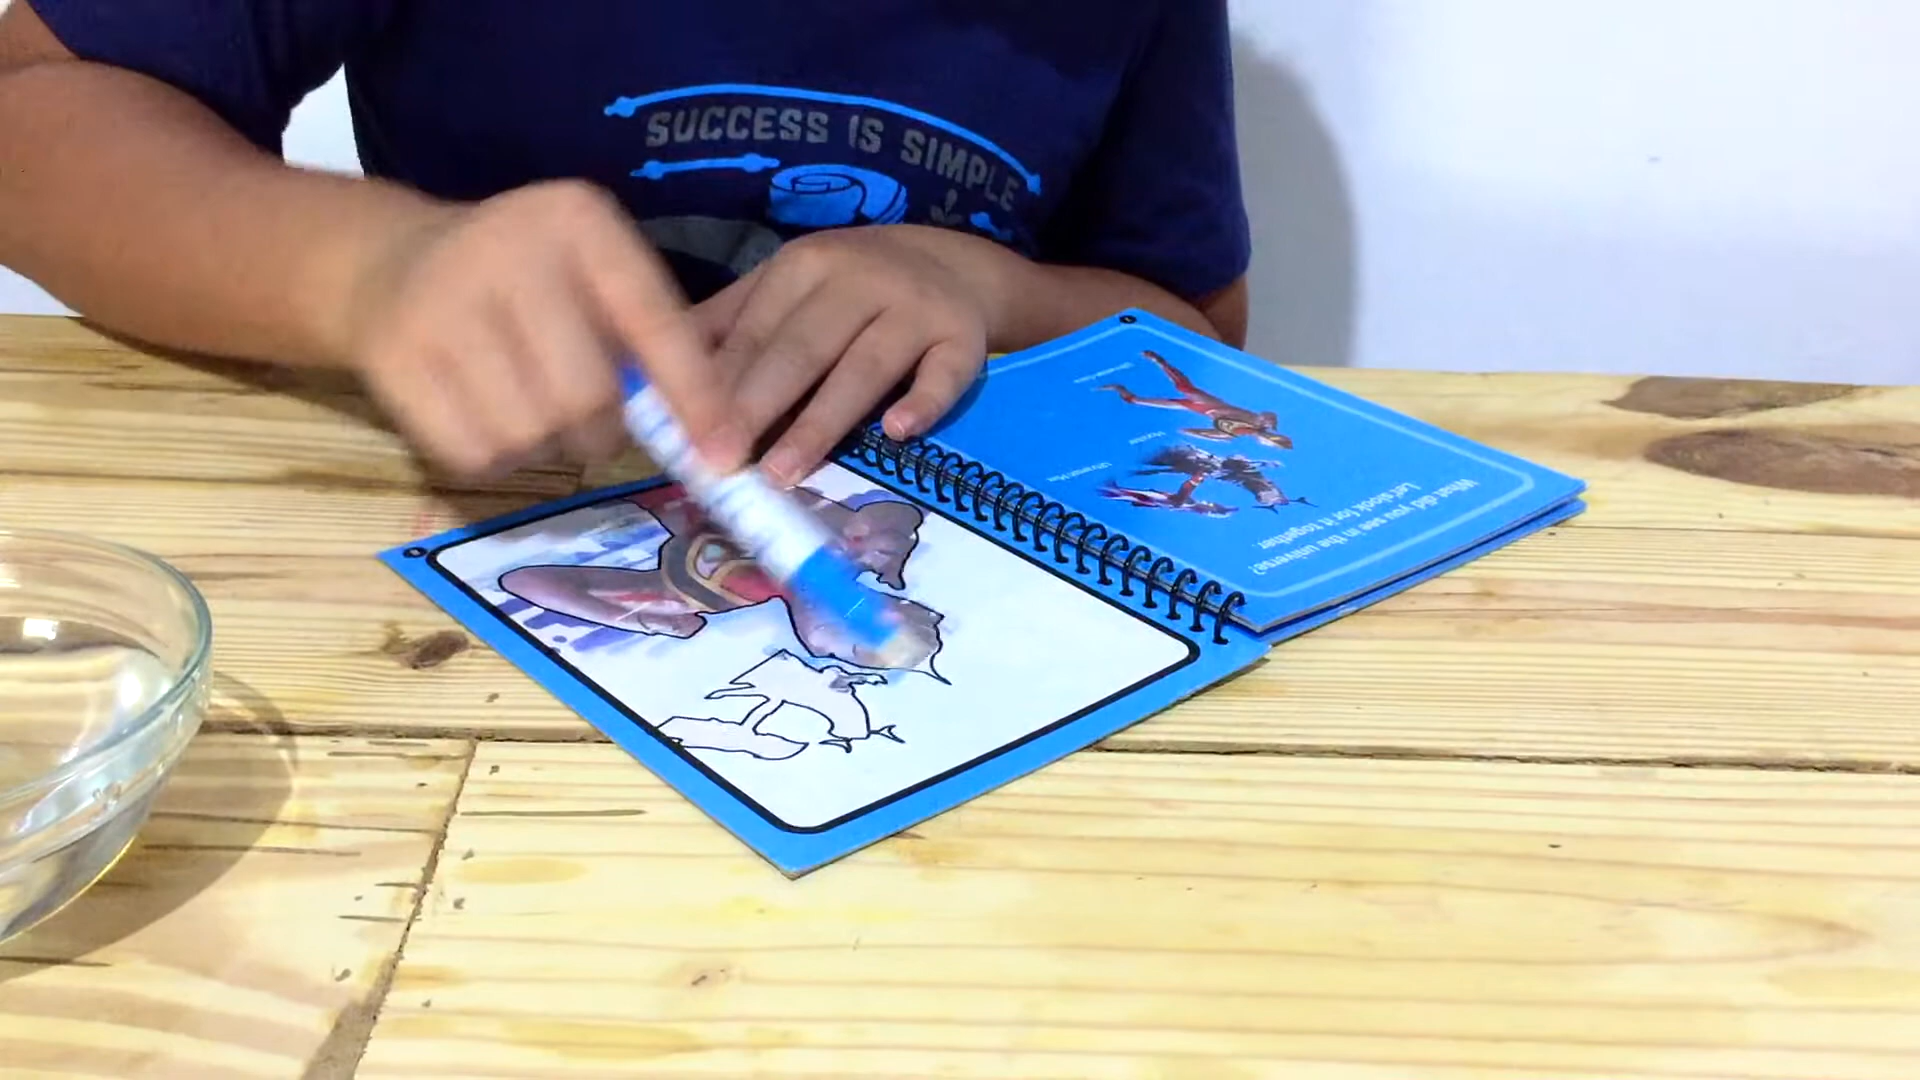 SUCCESS IS SIMPLE
What did you see in the universe?
Let's look for it together.